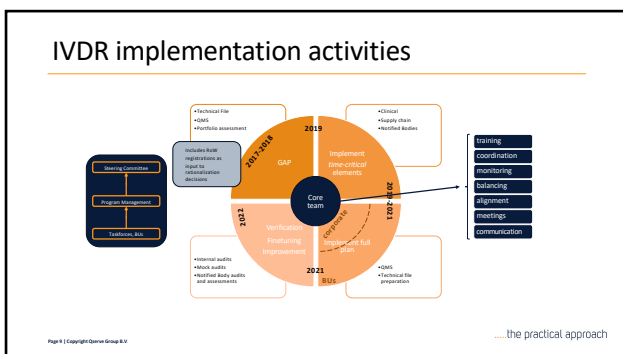 IVDR implementation activities
•Technical File
•QMS
•Portfolio assessment
•Clinical
•Supply chain
•Notified Bodies
Includes RoW
registrations as
input to
rationalisation
decisions
2017-2018
2019
GAP
Implement
time-critical
elements
Steering Committee
Program Management
Taskforces, BUs
Core
team
training
coordination
monitoring
balancing
alignment
meetings
communication
2022
Verification
Finetuning
Improvement
corporate
Implement full
plan
2021
BUs
•Internal audits
•Mock audits
•Notified Body audits
and assessments
•QMS
•Technical file
preparation
Page 9 | Copyright Qserve Group B.V.
.....the practical approach